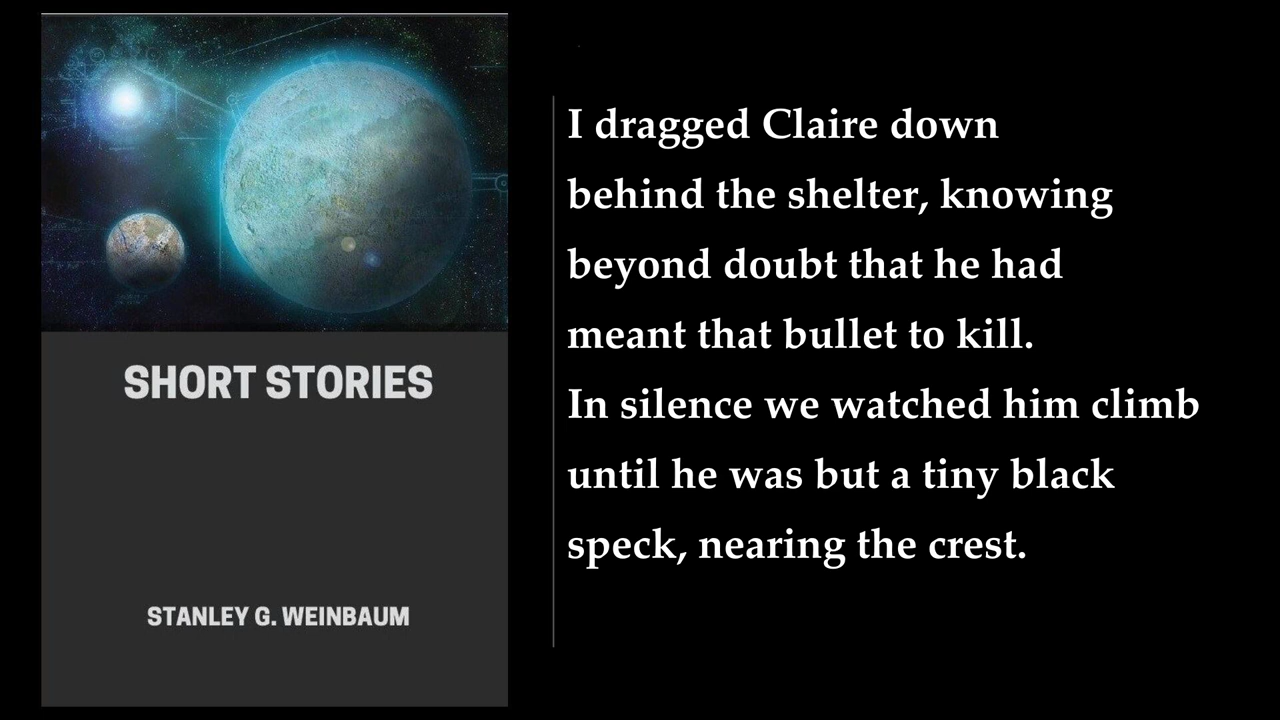 SHORT STORIES
STANLEY G. WEINBAUM
I dragged Claire down
behind the shelter, knowing
beyond doubt that he had
meant that bullet to kill.
In silence we watched him climb
until he was but a tiny black
speck, nearing the crest.